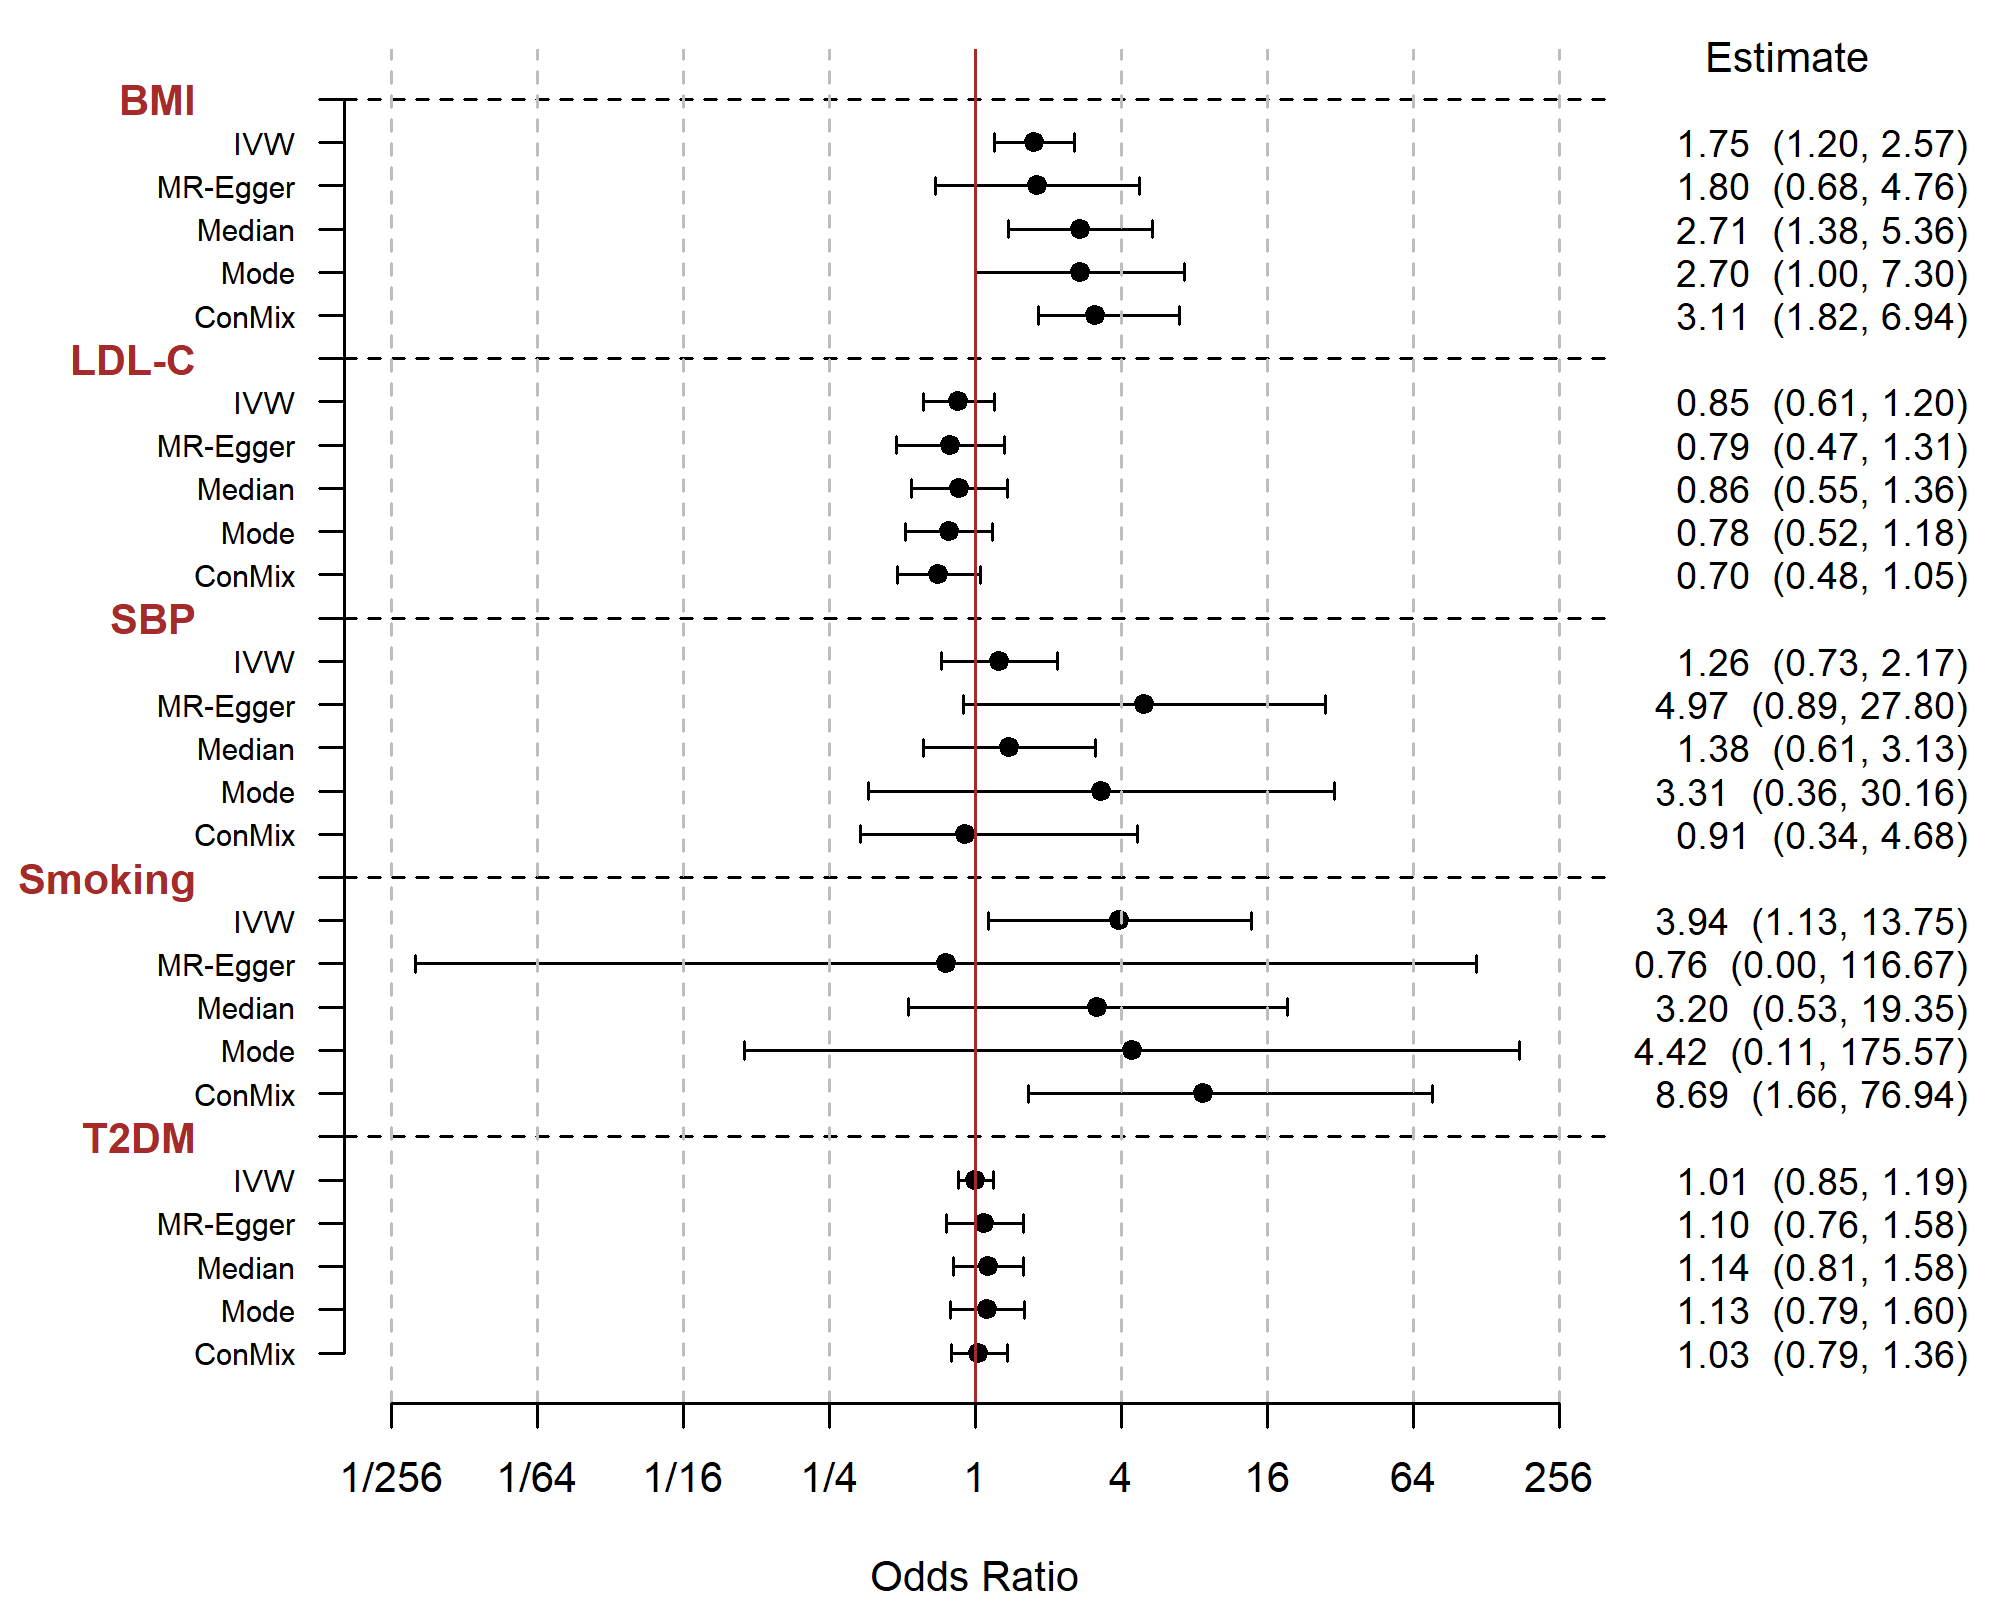 Estimate
BMI
IVW 1.75 (1.20, 2.57)
MR-Egger 1.80 (0.68, 4.76)
Median 2.71 (1.38, 5.36)
Mode 2.70 (1.00, 7.30)
ConMix 3.11 (1.82, 6.94)
LDL-C
IVW 0.85 (0.61, 1.20)
MR-Egger 0.79 (0.47, 1.31)
Median 0.86 (0.55, 1.36)
Mode 0.78 (0.52, 1.18)
ConMix 0.70 (0.48, 1.05)
SBP
IVW 1.26 (0.73, 2.17)
MR-Egger 4.97 (0.89, 27.80)
Median 1.38 (0.61, 3.13)
Mode 3.31 (0.36, 30.16)
ConMix 0.91 (0.34, 4.68)
Smoking
IVW 3.94 (1.13, 13.75)
MR-Egger 0.76 (0.00, 116.67)
Median 3.20 (0.53, 19.35)
Mode 4.42 (0.11, 175.57)
ConMix 8.69 (1.66, 76.94)
T2DM
IVW 1.01 (0.85, 1.19)
MR-Egger 1.10 (0.76, 1.58)
Median 1.14 (0.81, 1.58)
Mode 1.13 (0.79, 1.60)
ConMix 1.03 (0.79, 1.36)
1/256 1/64 1/16 1/4 1 4 16 64 256
Odds Ratio